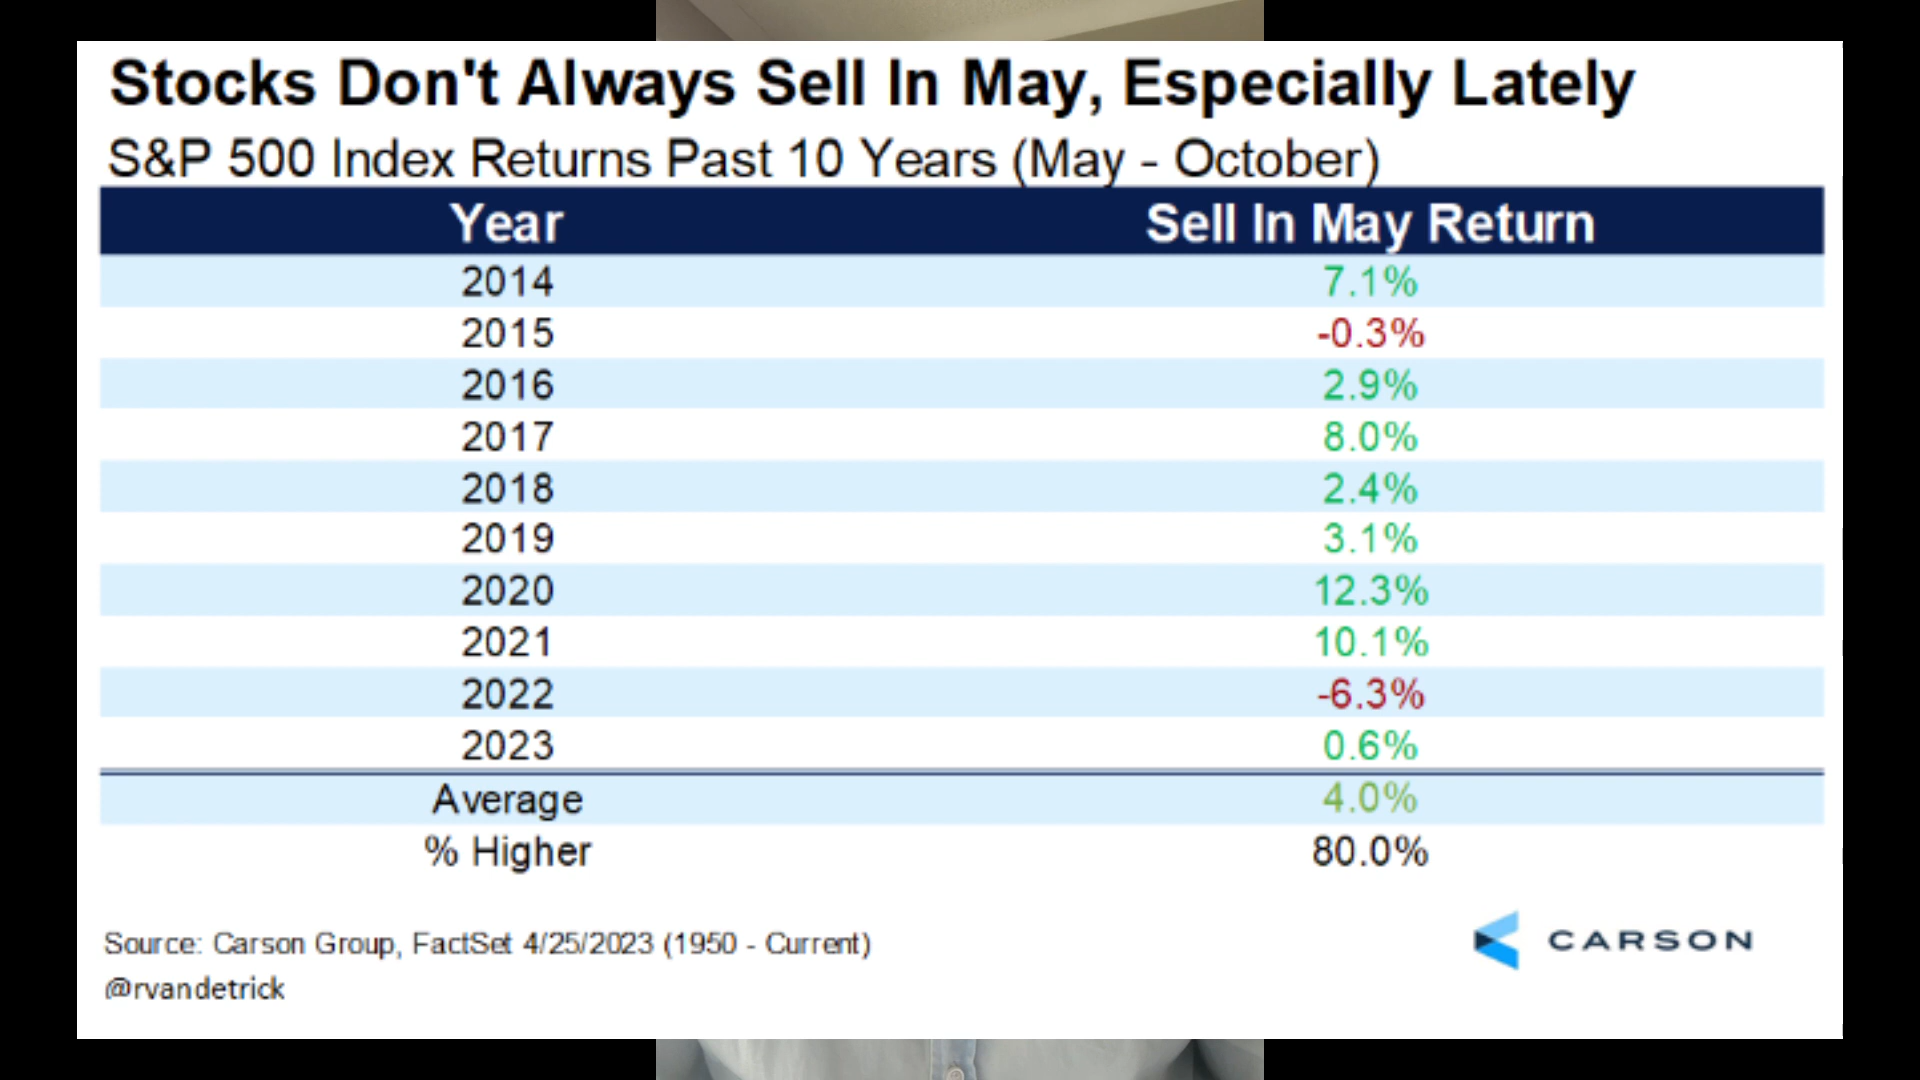 Stocks Don't Always Sell In May, Especially Lately
S&P 500 Index Returns Past 10 Years (May - October)
Year Sell In May Return
2014 7.1%
2015 -0.3%
2016 2.9%
2017 8.0%
2018 2.4%
2019 3.1%
2020 12.3%
2021 10.1%
2022 -6.3%
2023 0.6%
Average 4.0%
% Higher 80.0%
Source: Carson Group, FactSet 4/25/2023 (1950 - Current)
@rvandetrick
CARSON